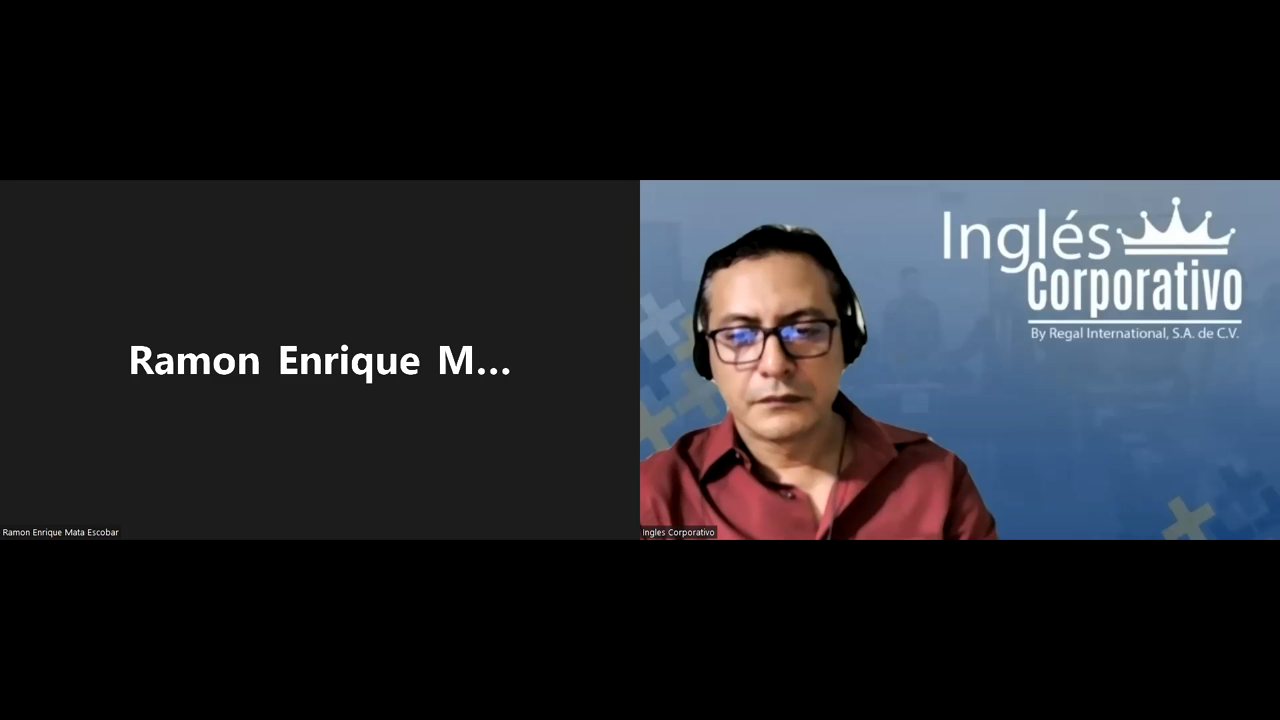 Ramon Enrique M...
Ramon Enrique Mata Escobar
Inglés
Corporativo
By Regal International, S.A. de C.V.
Ingles Corporativo